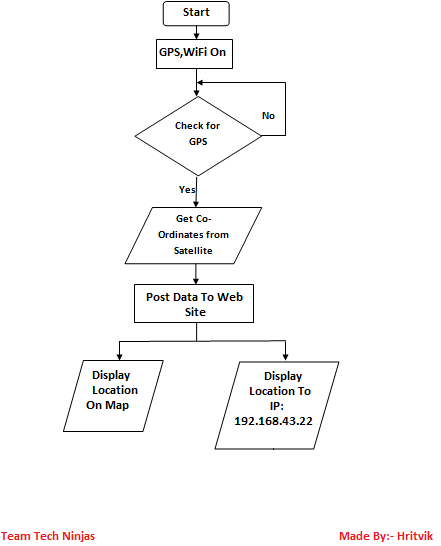 Start
GPS,WiFi On
No
Check for
GPS
Yes
Get Co-
Ordinates from
Satellite
Post Data To Web
Site
Display
Location
On Map
Display
Location To
IP:
192.168.43.22
Team Tech Ninjas
Made By:- Hritvik